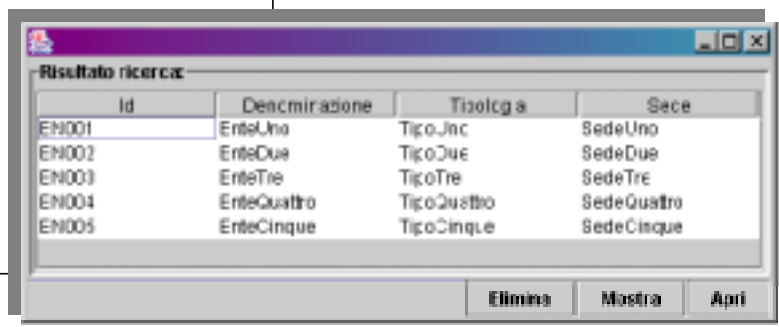 Risultato ricerca:
Id Denominazione Tipologia Sede
EN001 EnteUno TipoUno SedeUno
EN002 EnteDue TipoDue SedeDue
EN003 EnteTre TipoTre SedeTre
EN004 EnteQuattro TipoQuattro SedeQuattro
EN005 EnteCinque TipoCinque SedeCinque
Elimina Mostra Apri